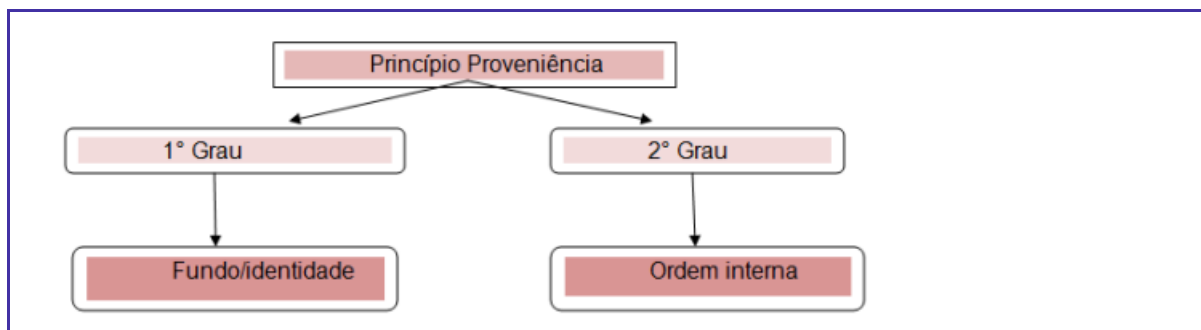 Princípio Proveniência
1° Grau
2° Grau
Fundo/identidade
Ordem interna